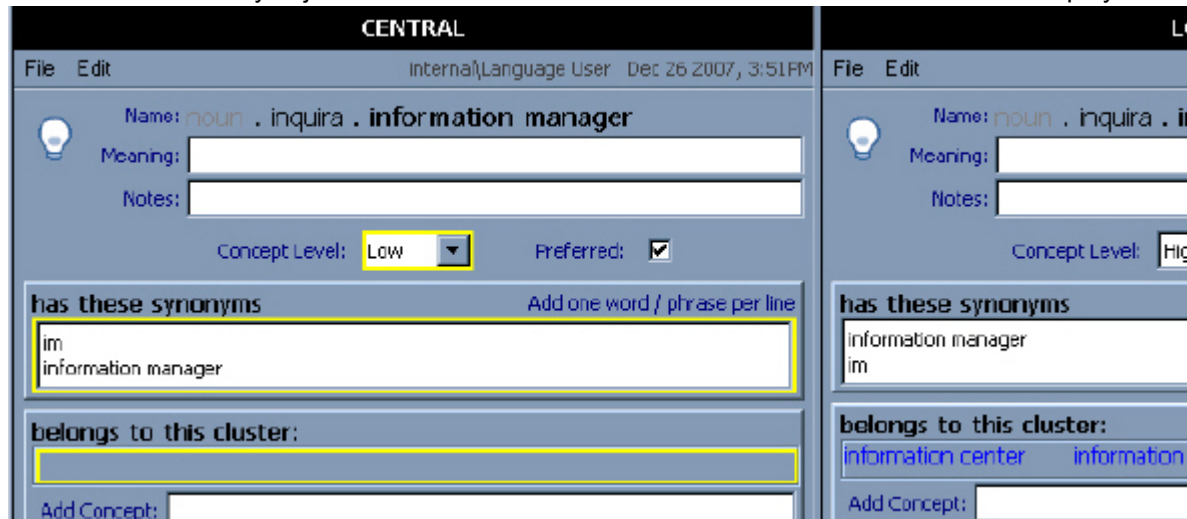 CENTRAL
File Edit internal\Language User Dec 26 2007, 3:51PM
Name: noun . inquira . information manager
Meaning:
Notes:
Concept Level: Low Preferred:
has these synonyms Add one word / phrase per line
im
information manager
belongs to this cluster:
Add Concept:
File Edit
Name: noun . inquira .
Meaning:
Notes:
Concept Level:
has these synonyms
information manager
im
belongs to this cluster:
information center information
Add Concept: